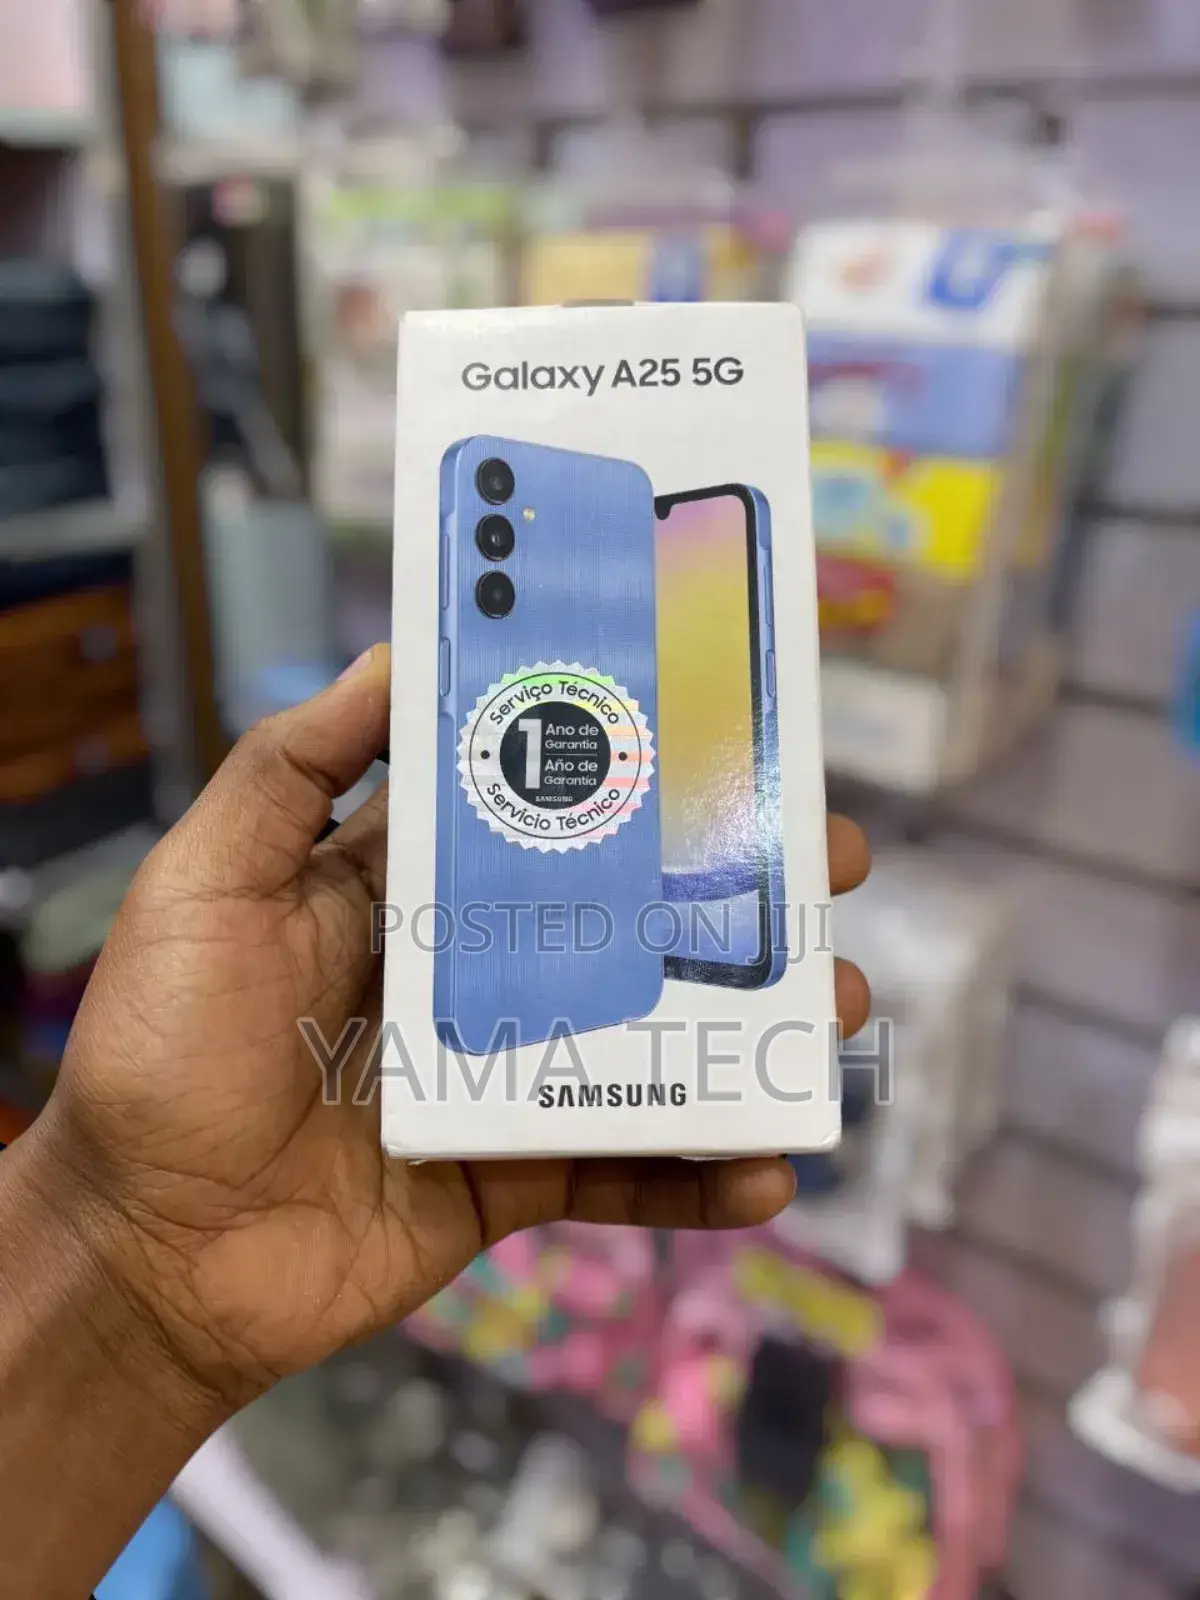 Galaxy A25 5G
Serviço Técnico
1
Ano de
Garantia
Año de
Garantia
SAMSUNG
Servicio Técnico
POSTED ON JIJI
YAMA TECH
SAMSUNG